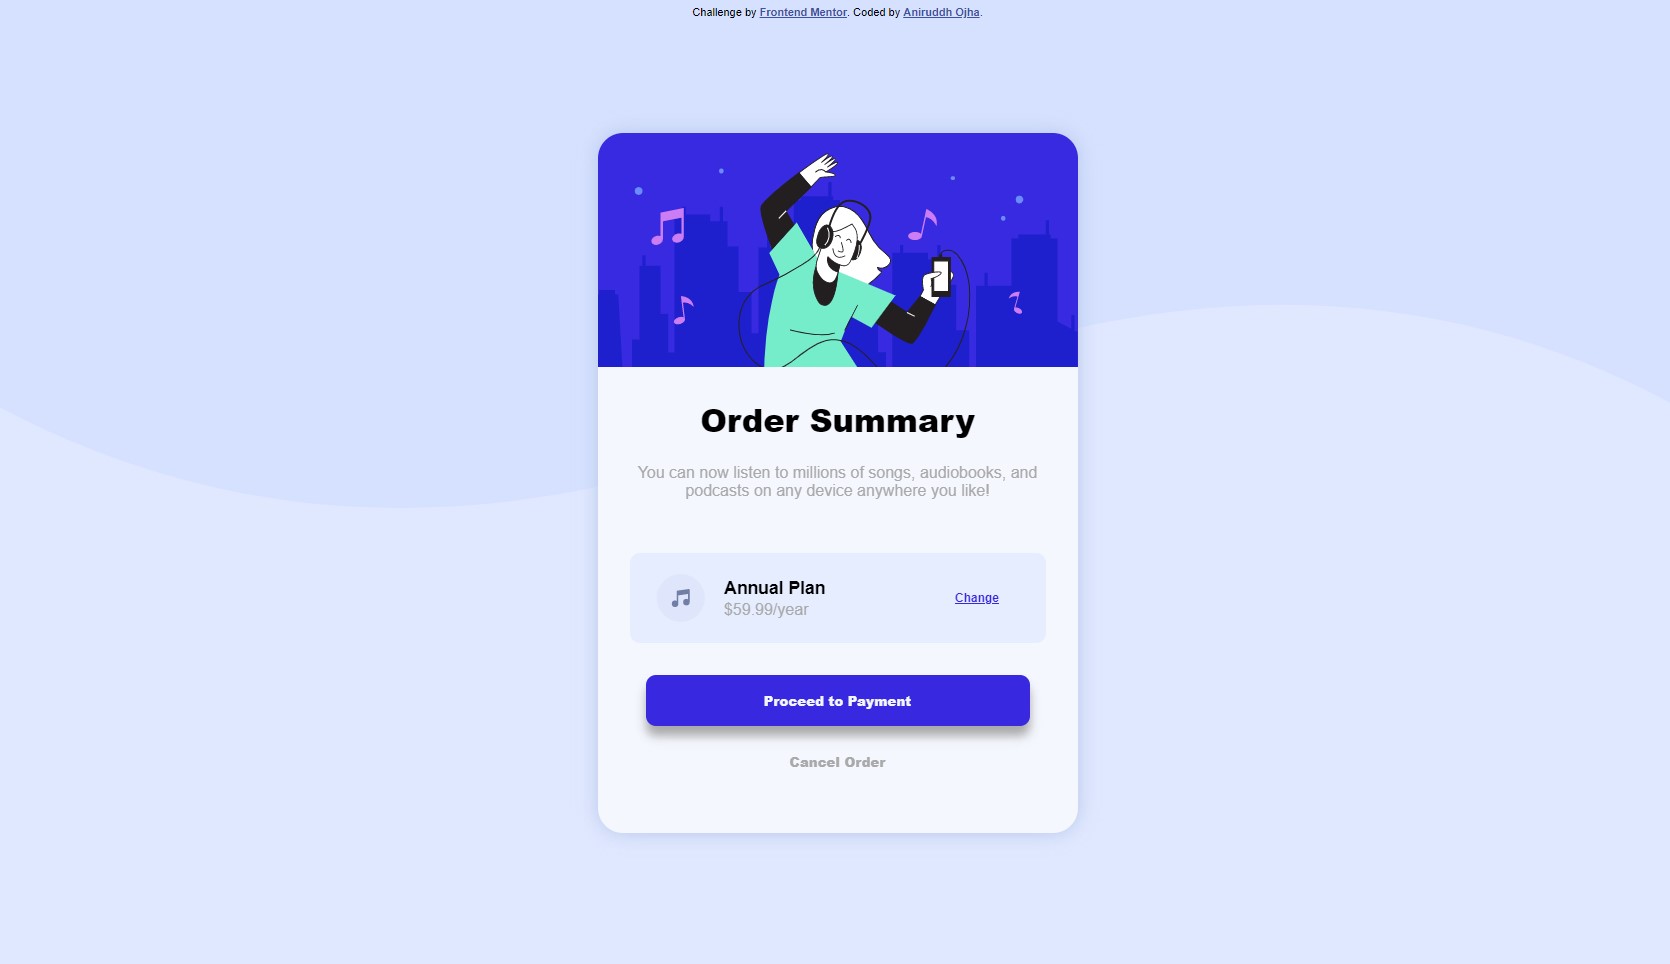 Challenge by Frontend Mentor. Coded by Aniruddh Ojha.
Order Summary
You can now listen to millions of songs, audiobooks, and
podcasts on any device anywhere you like!
Annual Plan
$59.99/year
Change
Proceed to Payment
Cancel Order